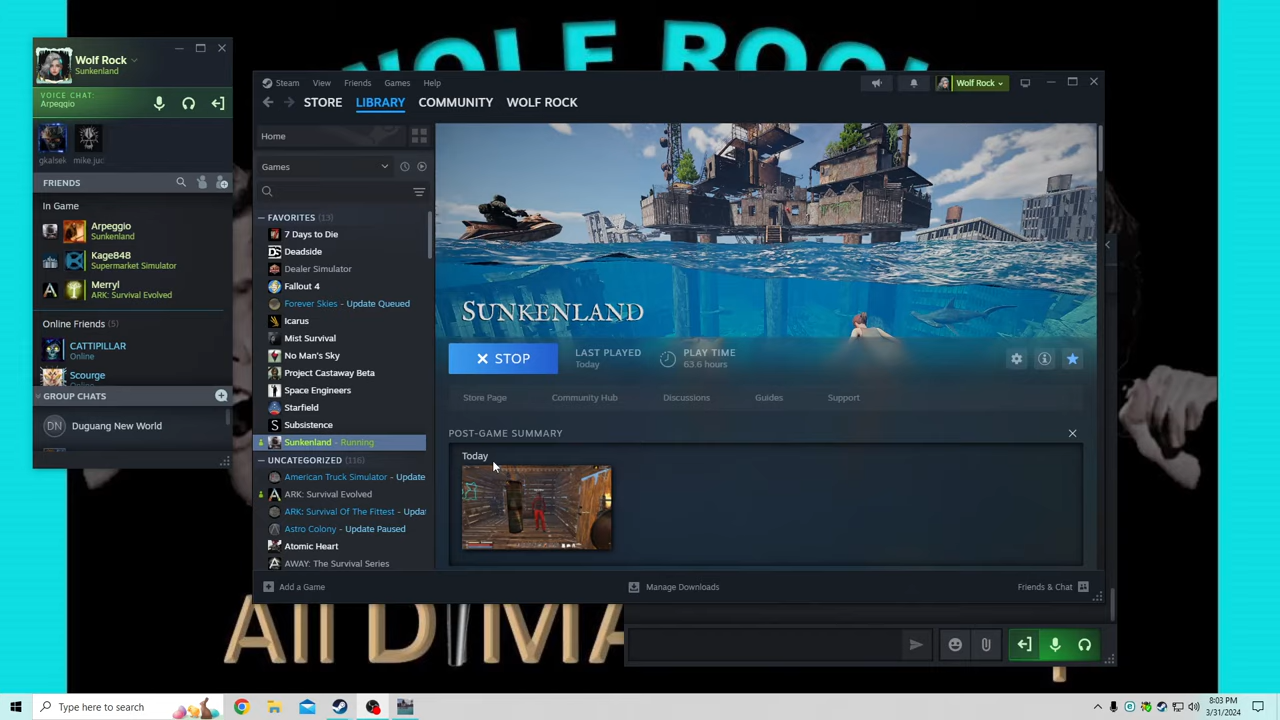 WOLF ROCK
Wolf Rock
Sunkenland
VOICE CHAT:
Arpeggio
gkalsek
mike.juc
FRIENDS
In Game
Arpeggio
Sunkenland
Kage848
Supermarket Simulator
Merryl
ARK: Survival Evolved
Online Friends (5)
CATTIPILLAR
Online
Scourge
GROUP CHATS
DN
Duguang New World
Steam View Friends Games Help
Wolf Rock
STORE LIBRARY COMMUNITY WOLF ROCK
Home
Games
FAVORITES (13)
7 Days to Die
Deadside
Dealer Simulator
Fallout 4
Forever Skies - Update Queued
Icarus
Mist Survival
No Man's Sky
Project Castaway Beta
Space Engineers
Starfield
Subsistence
Sunkenland - Running
UNCATEGORIZED (116)
American Truck Simulator - Update
ARK: Survival Evolved
ARK: Survival Of The Fittest - Upda
Astro Colony - Update Paused
Atomic Heart
AWAY: The Survival Series
SUNKENLAND
STOP
LAST PLAYED
Today
PLAY TIME
63.6 hours
Store Page Community Hub Discussions Guides Support
POST-GAME SUMMARY
Today
Add a Game
Manage Downloads
Friends & Chat
Type here to search
8:03 PM
3/31/2024